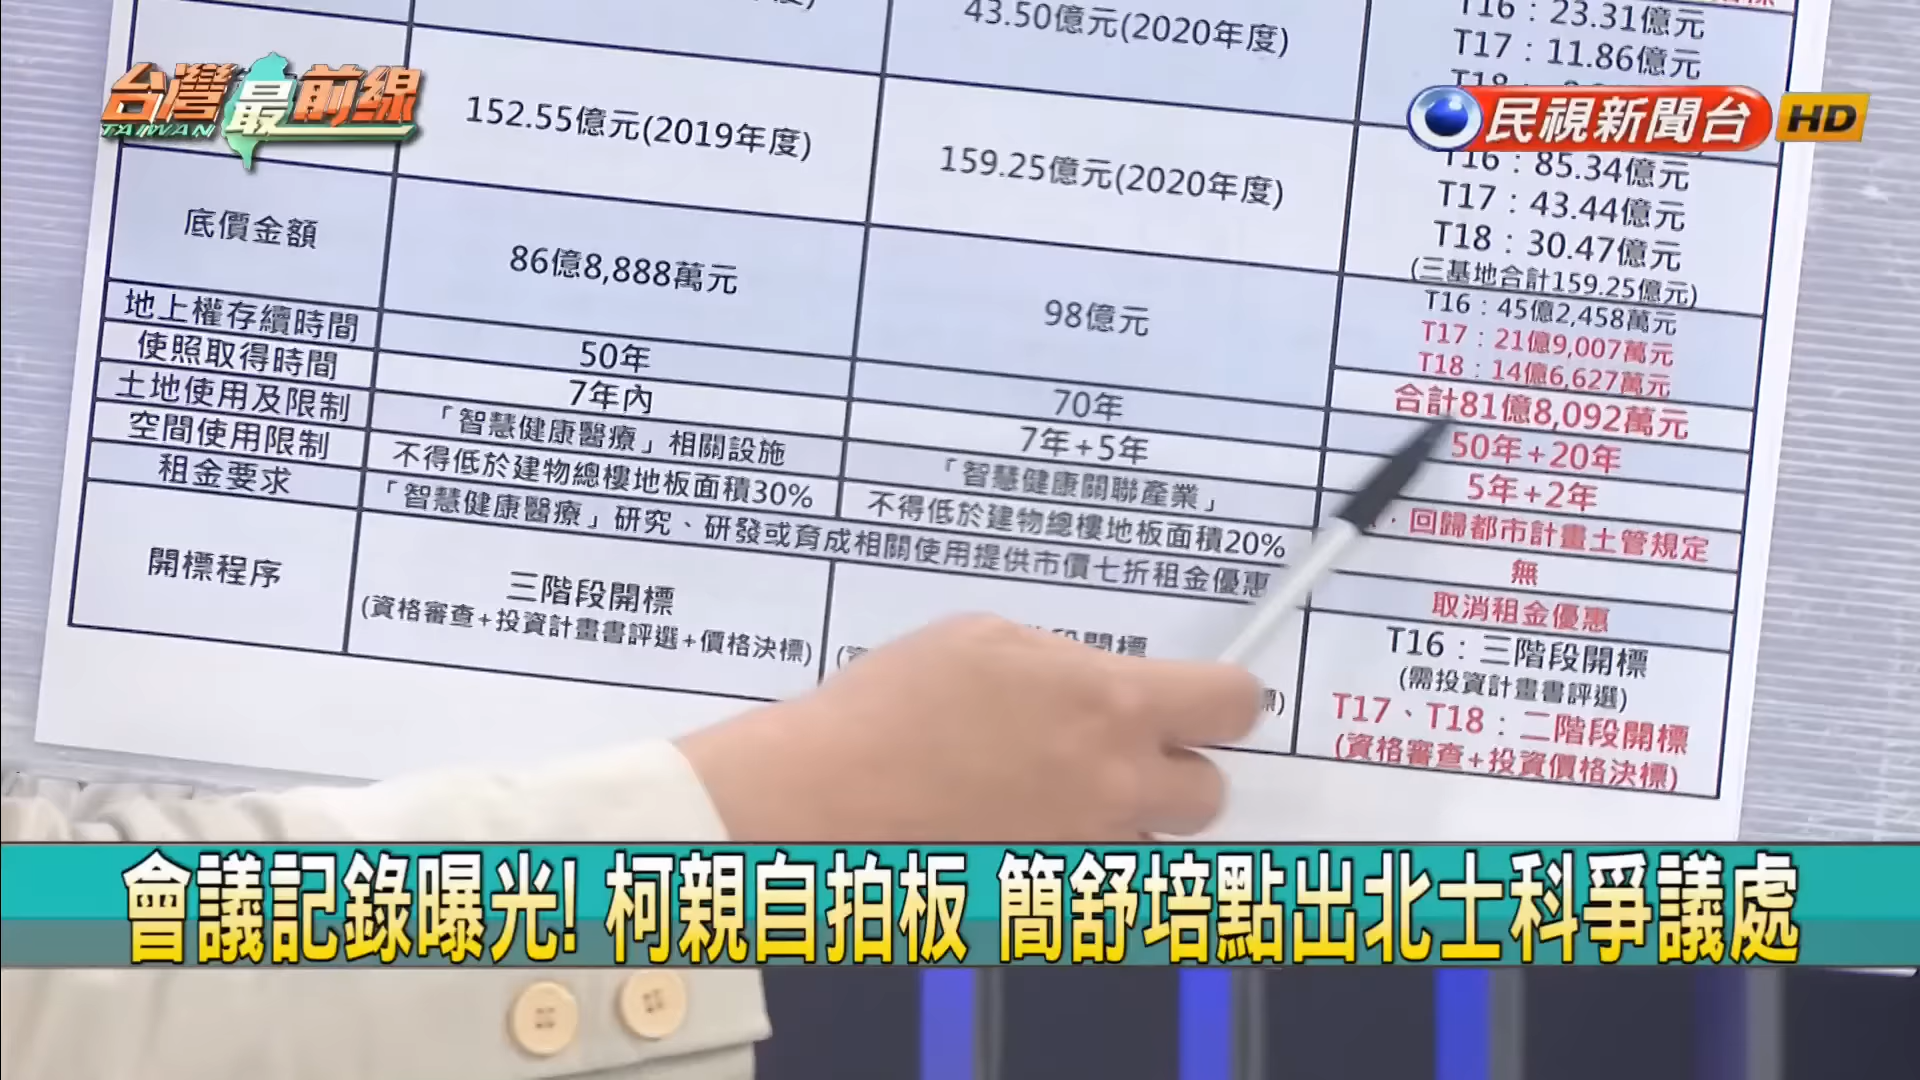 43.50億元(2020年度)
T16：23.31億元
T17：11.86億元
台灣最前線
TAIWAN
民視新聞台 HD
152.55億元(2019年度)
159.25億元(2020年度)
T16：85.34億元
T17：43.44億元
T18：30.47億元
(三基地合計159.25億元)
底價金額
86億8,888萬元
98億元
T16：45億2,458萬元
T17：21億9,007萬元
T18：14億6,627萬元
合計81億8,092萬元
地上權存續時間
50年
70年
50年+20年
使照取得時間
7年內
7年+5年
5年+2年
土地使用及限制
「智慧健康醫療」相關設施
「智慧健康關聯產業」
回歸都市計畫土管規定
空間使用限制
不得低於建物總樓地板面積30%
不得低於建物總樓地板面積20%
無
租金要求
「智慧健康醫療」研究、研發或育成相關使用提供市價七折租金優惠
取消租金優惠
開標程序
三階段開標
(資格審查+投資計畫書評選+價格決標)
T16：三階段開標
(需投資計畫書評選)
T17、T18：二階段開標
(資格審查+投資價格決標)
會議記錄曝光! 柯親自拍板 簡舒培點出北士科爭議處